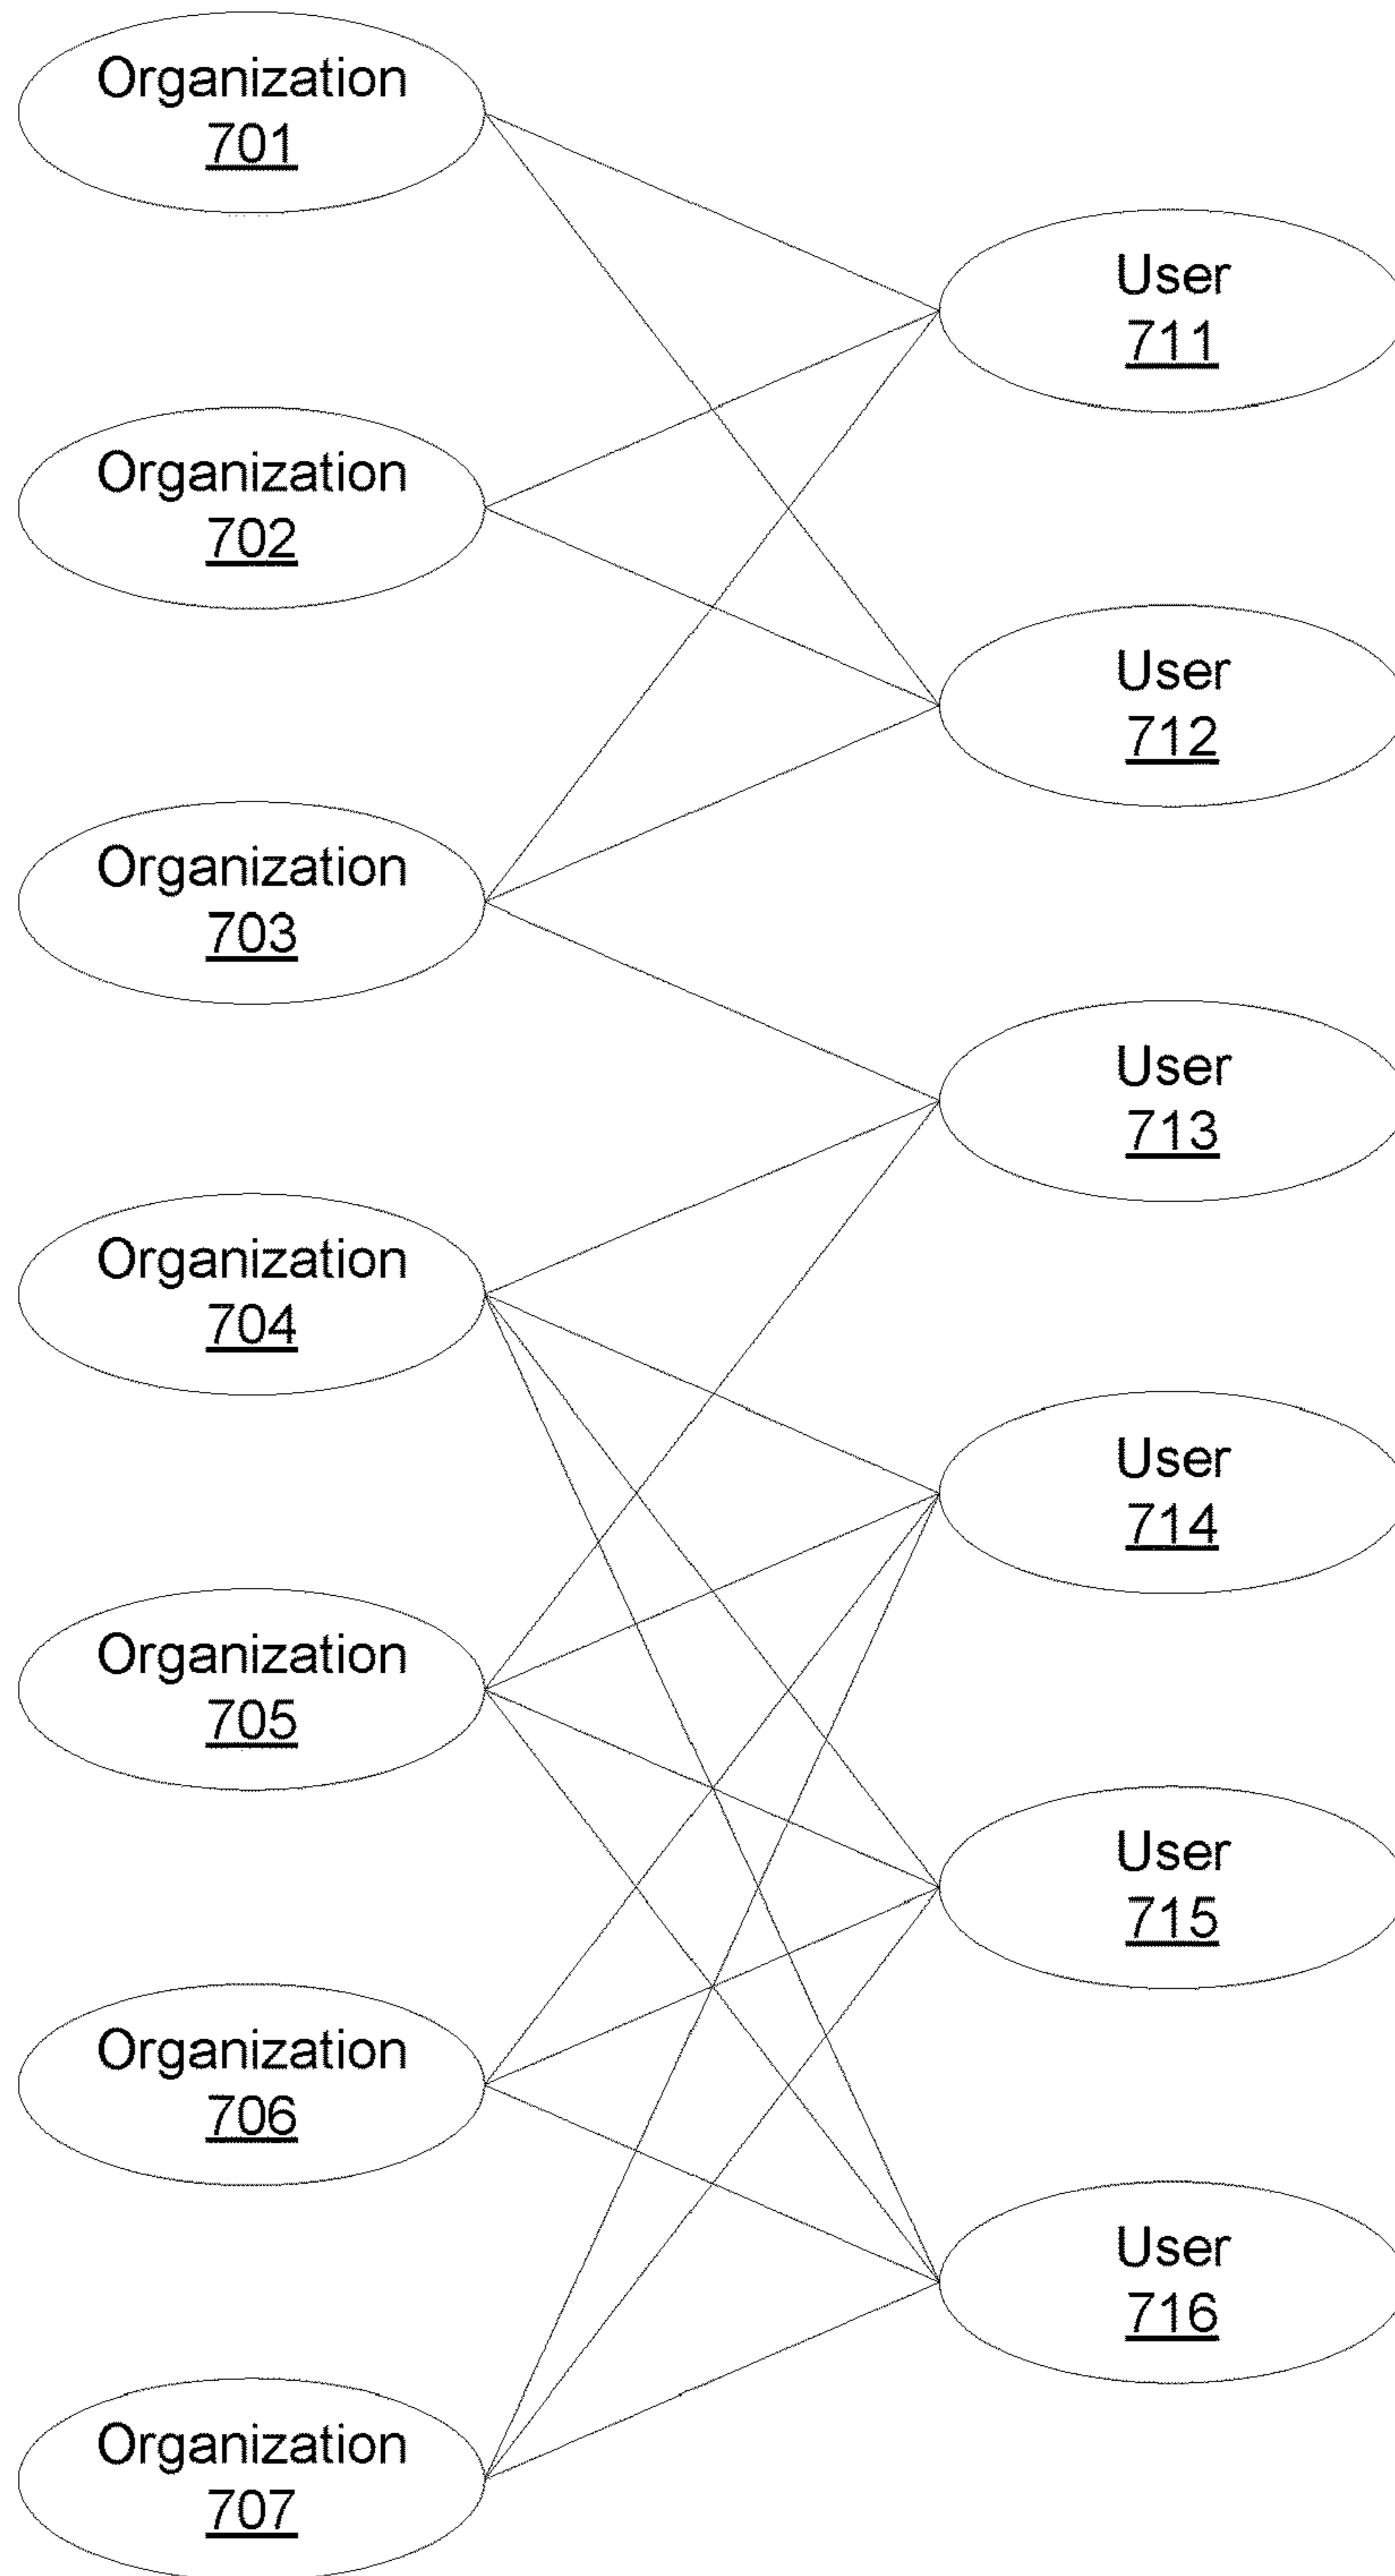 Organization
701
User
711
Organization
702
User
712
Organization
703
User
713
Organization
704
User
714
Organization
705
User
715
Organization
706
User
716
Organization
707